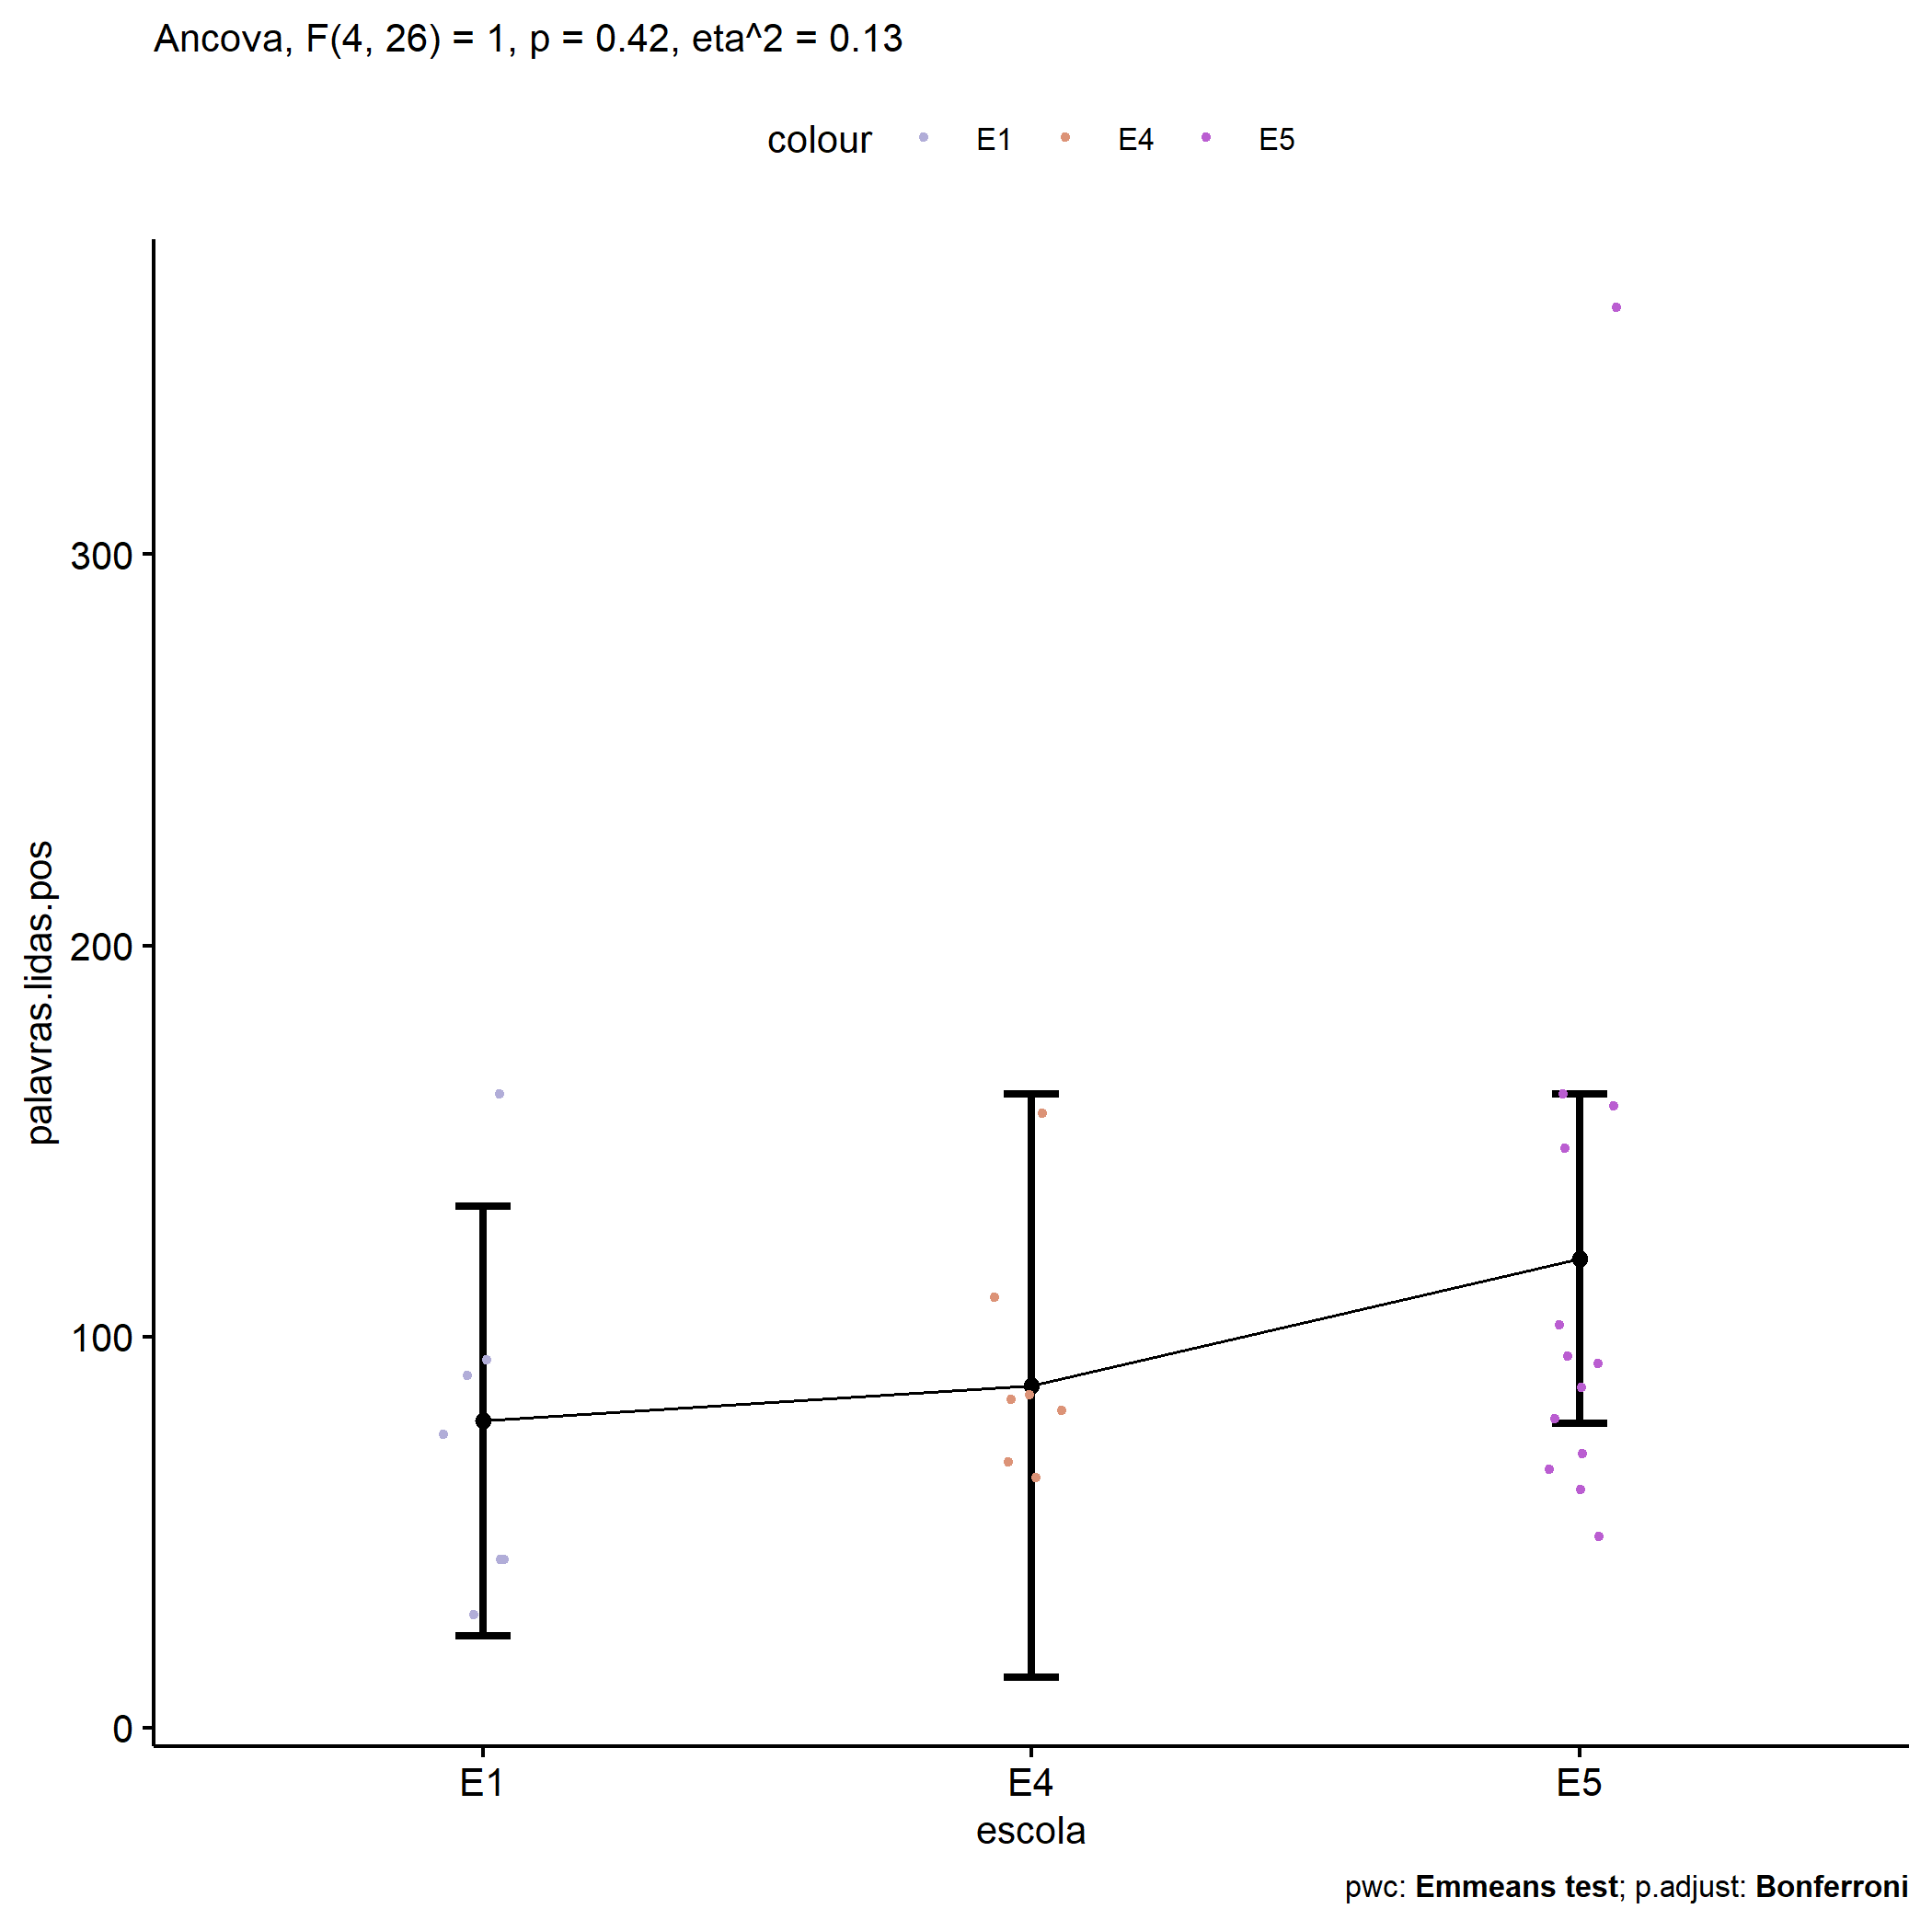 Ancova, F(4, 26) = 1, p = 0.42, eta^2 = 0.13
colour E1 E4 E5
300
200
100
0
palavras.lidas.pos
E1 E4 E5
escola
pwc: Emmeans test; p.adjust: Bonferroni